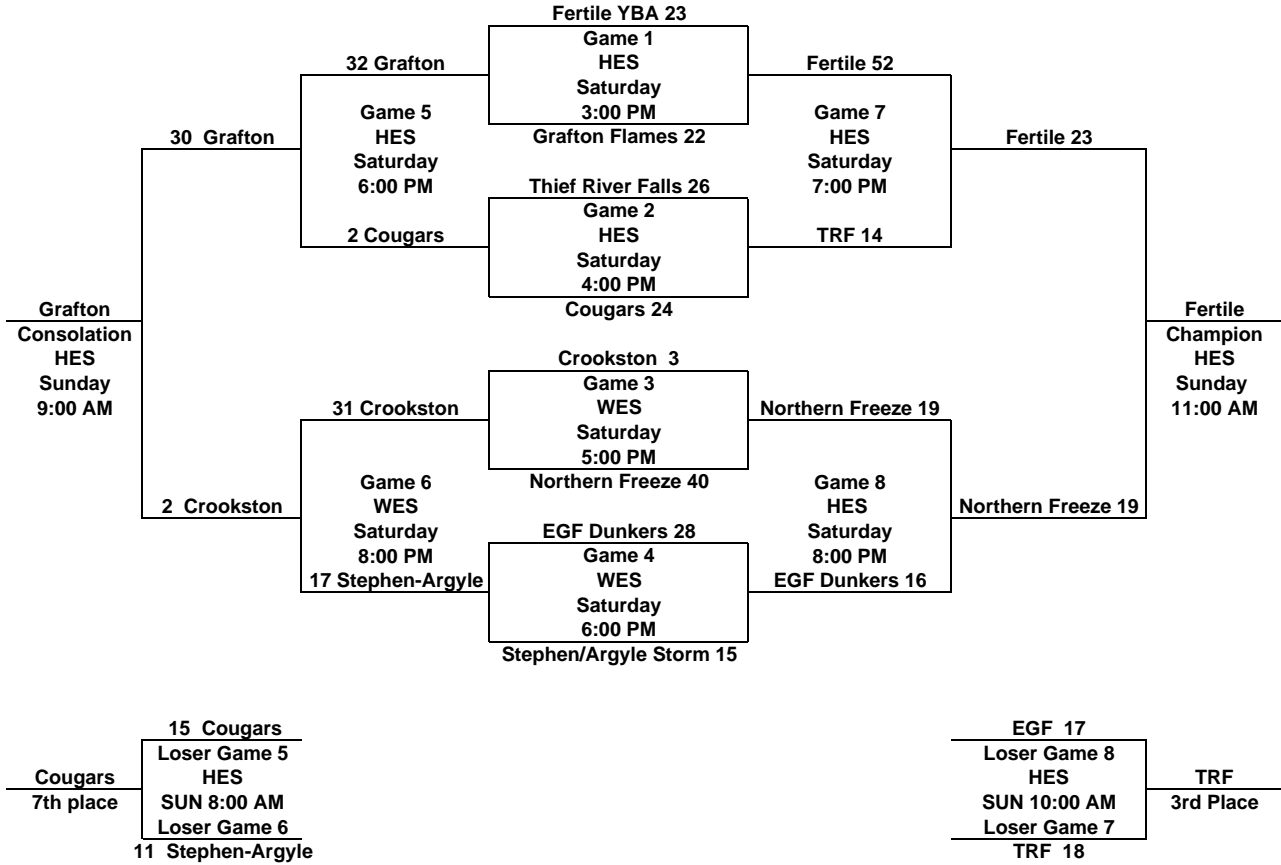 Fertile YBA 23
Game 1
HES
Saturday
3:00 PM
Grafton Flames 22
32 Grafton
Fertile 52
Game 5
HES
Saturday
6:00 PM
Game 7
HES
Saturday
7:00 PM
30 Grafton
Fertile 23
Thief River Falls 26
Game 2
HES
Saturday
4:00 PM
Cougars 24
2 Cougars
TRF 14
Grafton
Consolation
HES
Sunday
9:00 AM
Fertile
Champion
HES
Sunday
11:00 AM
Crookston 3
Game 3
WES
Saturday
5:00 PM
Northern Freeze 40
31 Crookston
Northern Freeze 19
Game 6
WES
Saturday
8:00 PM
Game 8
HES
Saturday
8:00 PM
2 Crookston
Northern Freeze 19
EGF Dunkers 28
Game 4
WES
Saturday
6:00 PM
Stephen/Argyle Storm 15
17 Stephen-Argyle
EGF Dunkers 16
15 Cougars
Loser Game 5
HES
SUN 8:00 AM
Loser Game 6
11 Stephen-Argyle
Cougars
7th place
EGF 17
Loser Game 8
HES
SUN 10:00 AM
Loser Game 7
TRF 18
TRF
3rd Place